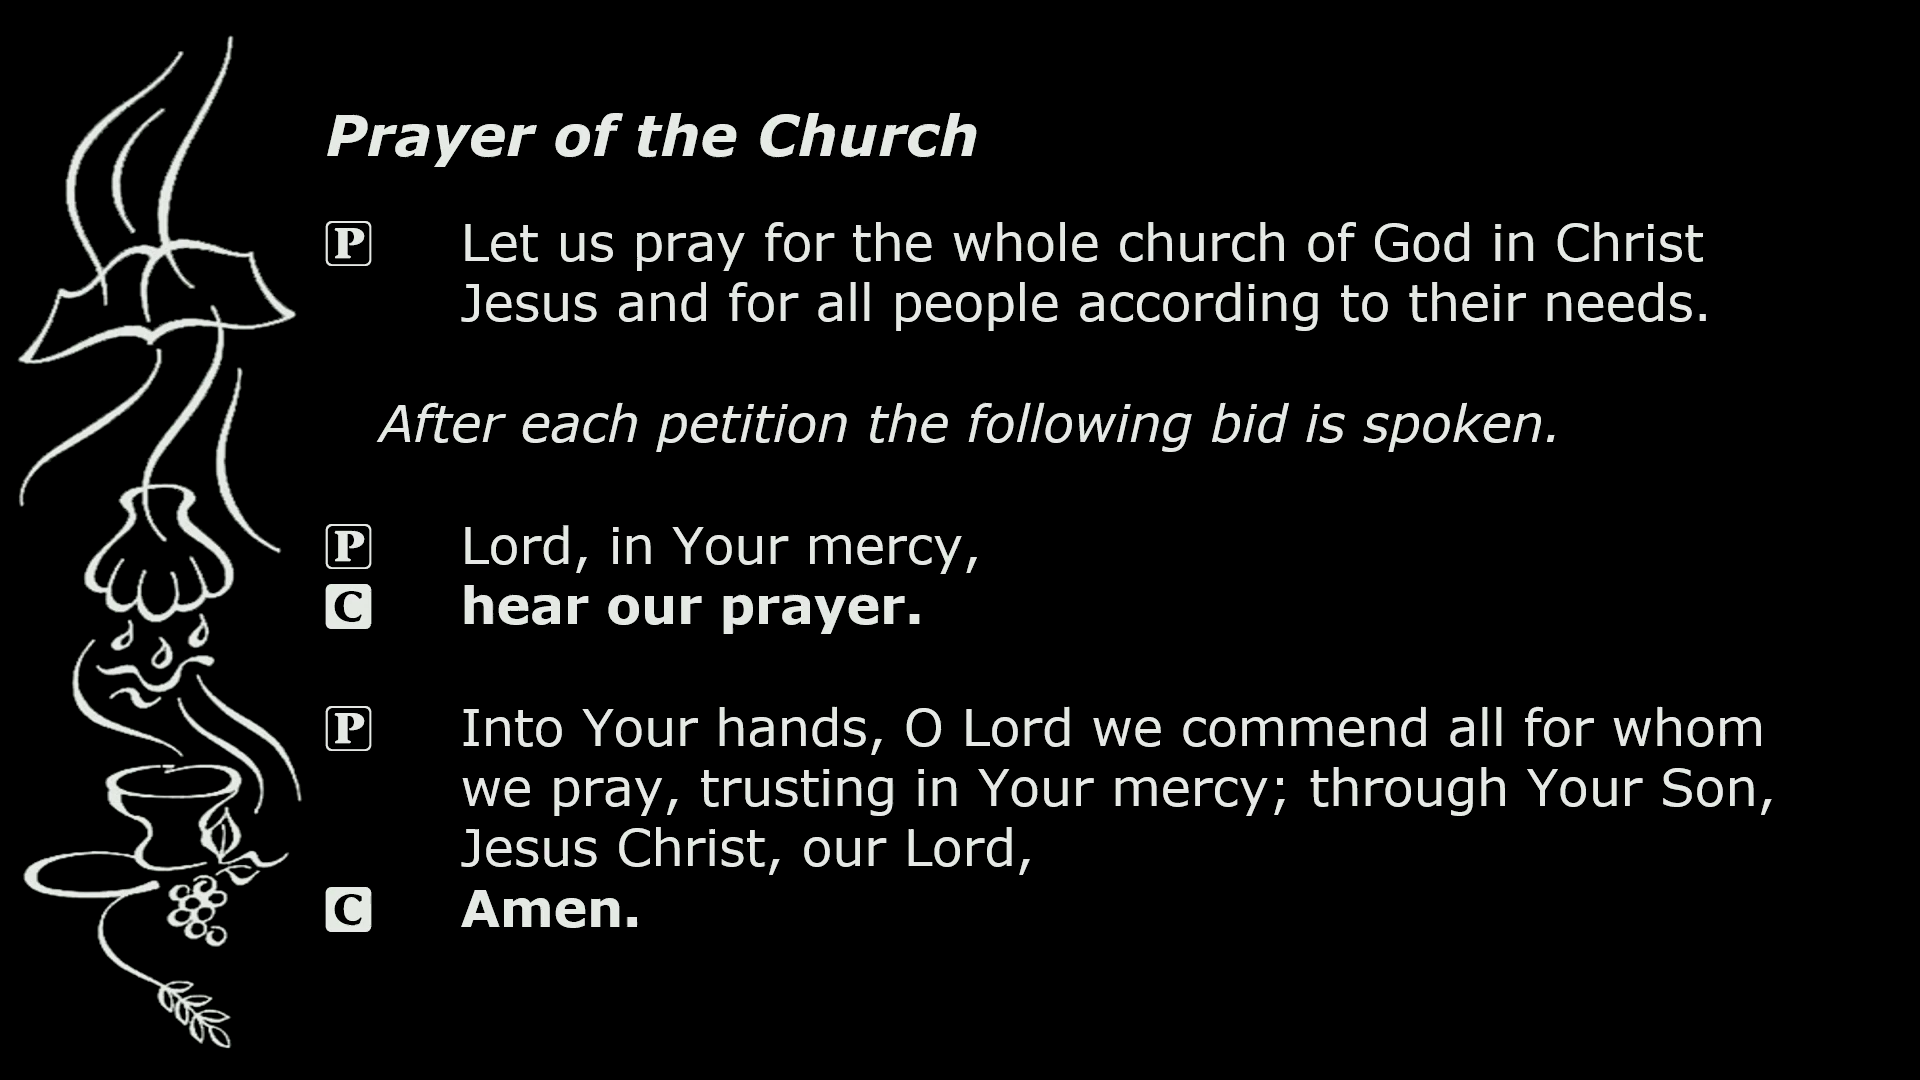 Prayer of the Church
P Let us pray for the whole church of God in Christ
Jesus and for all people according to their needs.
After each petition the following bid is spoken.
P Lord, in Your mercy,
C hear our prayer.
P Into Your hands, O Lord we commend all for whom
we pray, trusting in Your mercy; through Your Son,
Jesus Christ, our Lord,
C Amen.